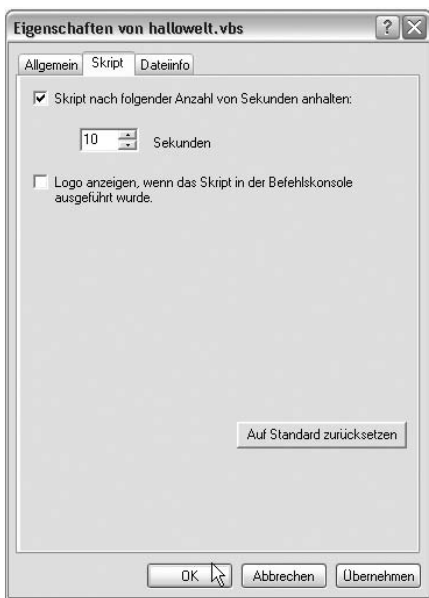 Eigenschaften von hallowelt.vbs
Allgemein Skript Dateiinfo
Skript nach folgender Anzahl von Sekunden anhalten:
10 Sekunden
Logo anzeigen, wenn das Skript in der Befehlskonsole
ausgeführt wurde.
Auf Standard zurücksetzen
OK Abbrechen Übernehmen